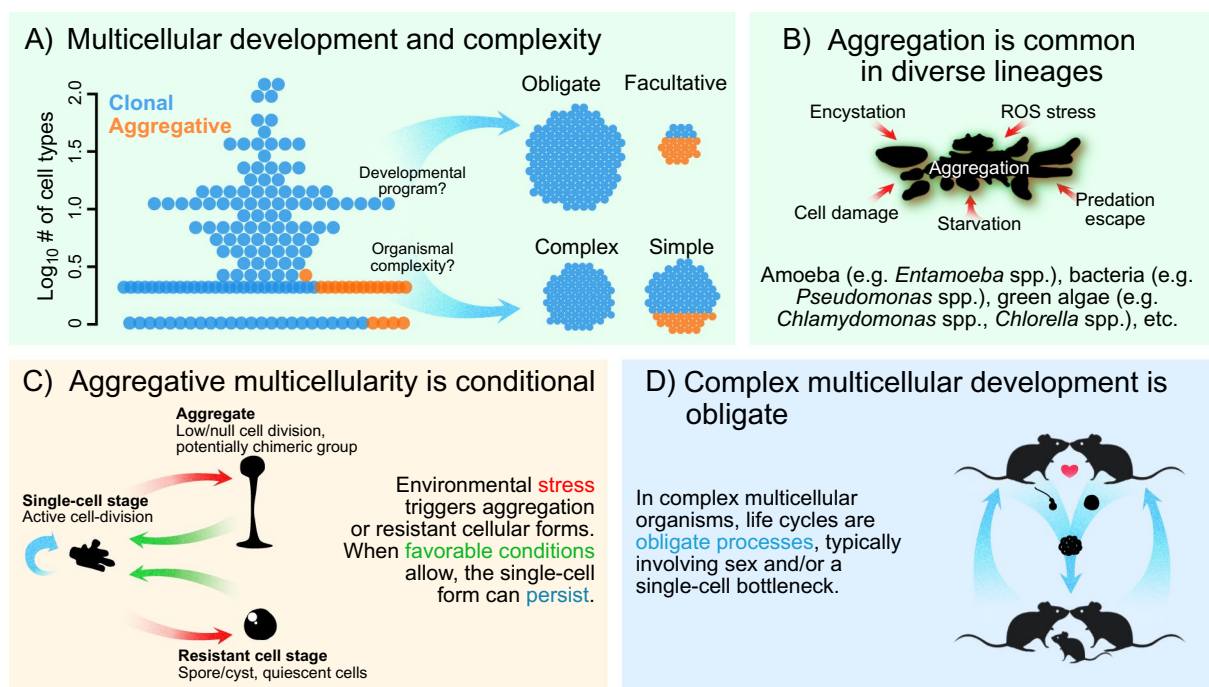 A) Multicellular development and complexity
Log10 # of cell types
2.0
1.5
1.0
0.5
0
Clonal
Aggregative
Developmental
program?
Organismal
complexity?
Obligate
Facultative
Complex
Simple
B) Aggregation is common
in diverse lineages
Encystation
ROS stress
Aggregation
Cell damage
Starvation
Predation
escape
Amoeba (e.g. Entamoeba spp.), bacteria (e.g.
Pseudomonas spp.), green algae (e.g.
Chlamydomonas spp., Chlorella spp.), etc.
C) Aggregative multicellularity is conditional
Aggregate
Low/null cell division,
potentially chimeric group
Single-cell stage
Active cell-division
Resistant cell stage
Spore/cyst, quiescent cells
Environmental stress
triggers aggregation
or resistant cellular forms.
When favorable conditions
allow, the single-cell
form can persist.
D) Complex multicellular development is
obligate
In complex multicellular
organisms, life cycles are
obligate processes, typically
involving sex and/or a
single-cell bottleneck.